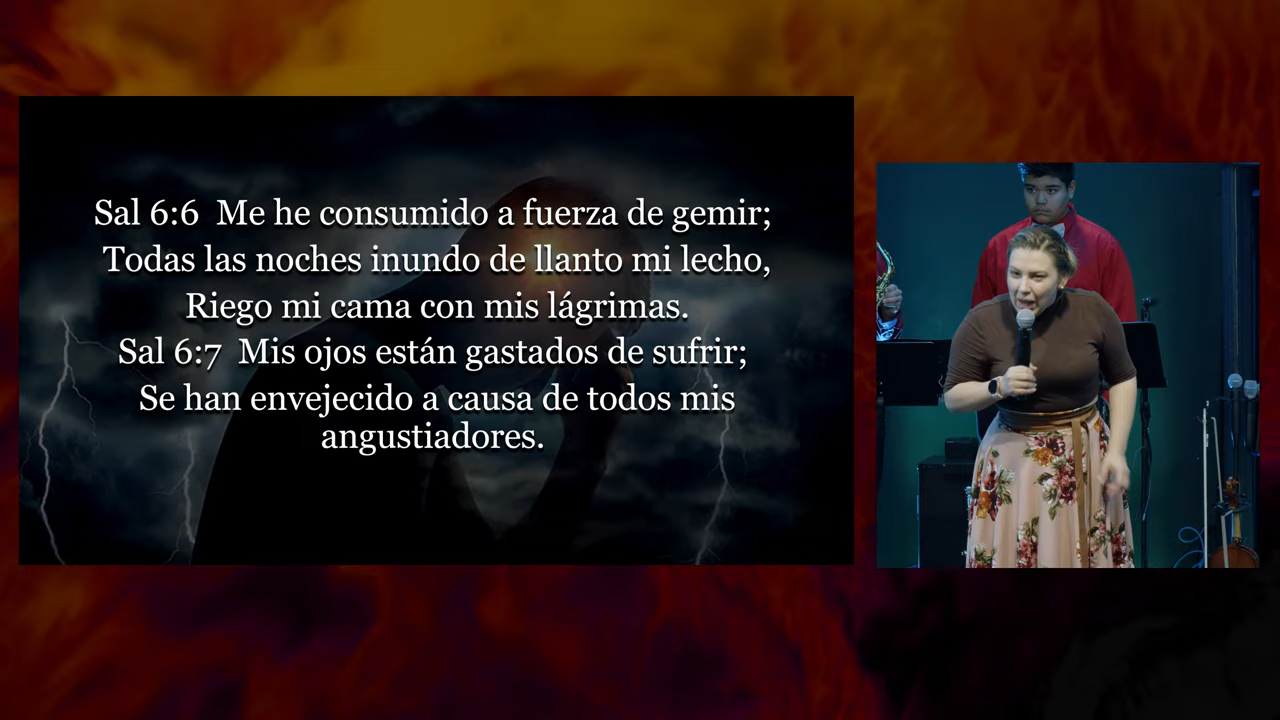 Sal 6:6  Me he consumido a fuerza de gemir;
Todas las noches inundo de llanto mi lecho,
Riego mi cama con mis lágrimas.
Sal 6:7  Mis ojos están gastados de sufrir;
Se han envejecido a causa de todos mis
angustiadores.